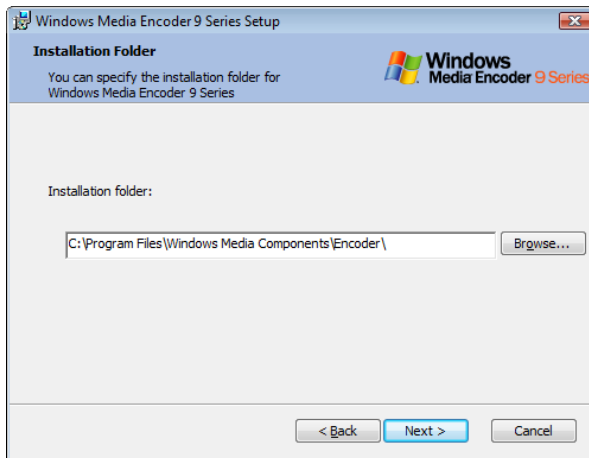 Windows Media Encoder 9 Series Setup
Installation Folder
You can specify the installation folder for
Windows Media Encoder 9 Series
Windows
Media Encoder 9 Series
Installation folder:
C:\Program Files\Windows Media Components\Encoder\
Browse...
< Back
Next >
Cancel